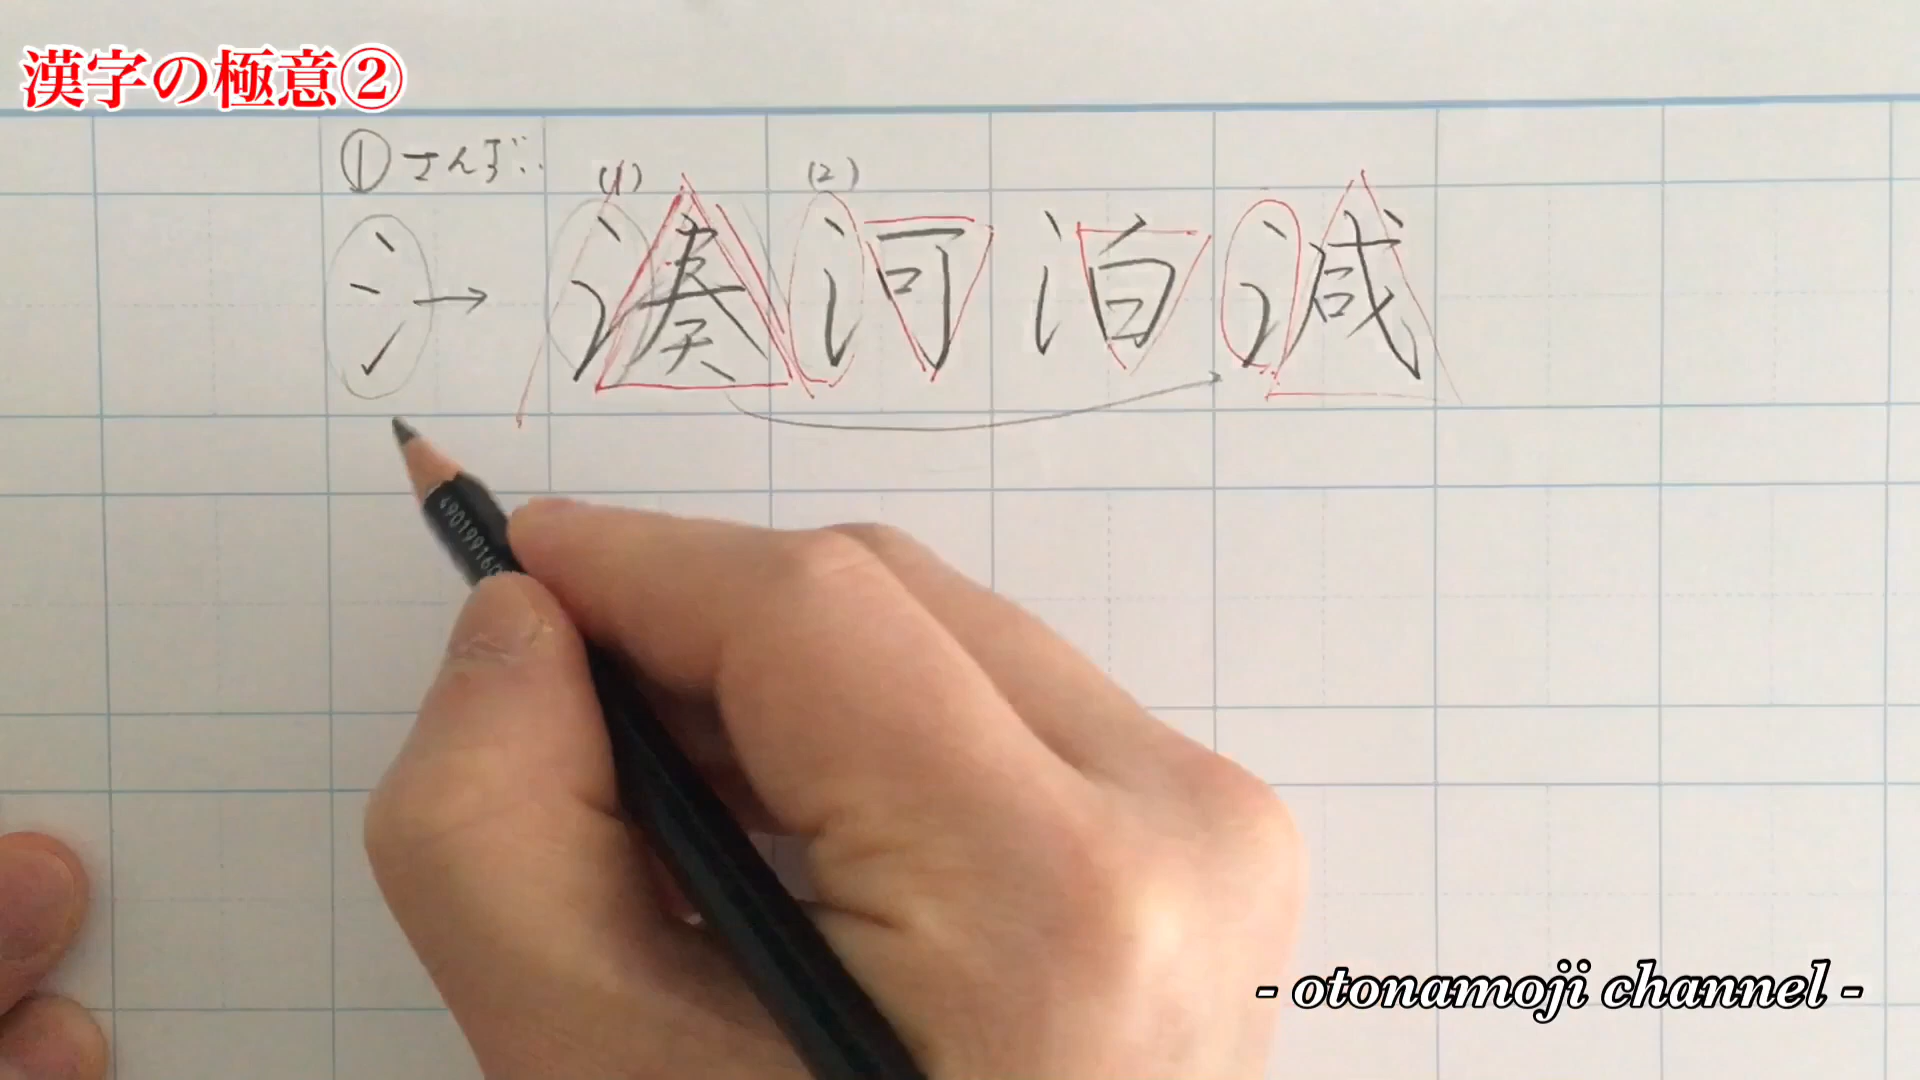 漢字の極意②
①さんずい
(1) (2)
氵→ 湊 河 泊 減
490199160
- otonamoji channel -